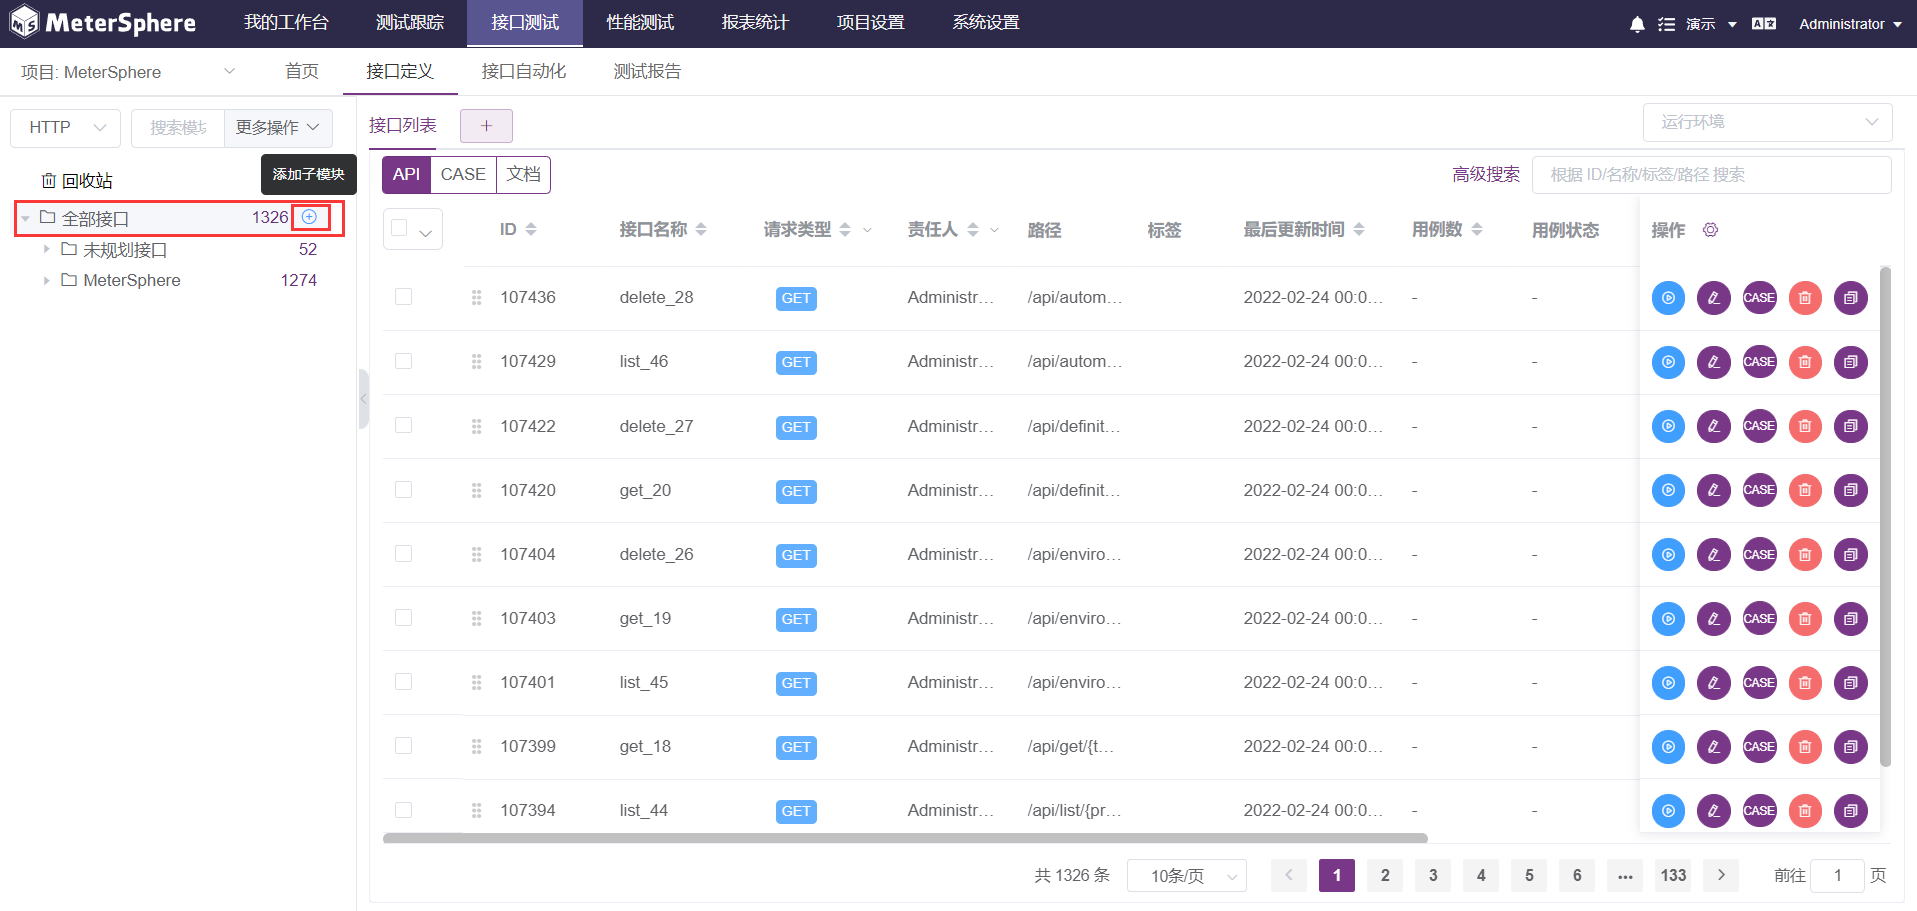 MeterSphere 我的工作台 测试跟踪 接口测试 性能测试 报表统计 项目设置 系统设置 演示 Administrator
项目: MeterSphere 首页 接口定义 接口自动化 测试报告
HTTP 搜索模块 更多操作
接口列表 + 运行环境
添加子模块
回收站
全部接口 1326
未规划接口 52
MeterSphere 1274
API CASE 文档 高级搜索 根据 ID/名称/标签/路径 搜索
ID 接口名称 请求类型 责任人 路径 标签 最后更新时间 用例数 用例状态 操作
107436 delete_28 GET Administr... /api/autom... 2022-02-24 00:0... - - CASE
107429 list_46 GET Administr... /api/autom... 2022-02-24 00:0... - - CASE
107422 delete_27 GET Administr... /api/definit... 2022-02-24 00:0... - - CASE
107420 get_20 GET Administr... /api/definit... 2022-02-24 00:0... - - CASE
107404 delete_26 GET Administr... /api/enviro... 2022-02-24 00:0... - - CASE
107403 get_19 GET Administr... /api/enviro... 2022-02-24 00:0... - - CASE
107401 list_45 GET Administr... /api/enviro... 2022-02-24 00:0... - - CASE
107399 get_18 GET Administr... /api/get/{t... 2022-02-24 00:0... - - CASE
107394 list_44 GET Administr... /api/list/{pr... 2022-02-24 00:0... - - CASE
共 1326 条 10条/页 1 2 3 4 5 6 ... 133 前往 1 页